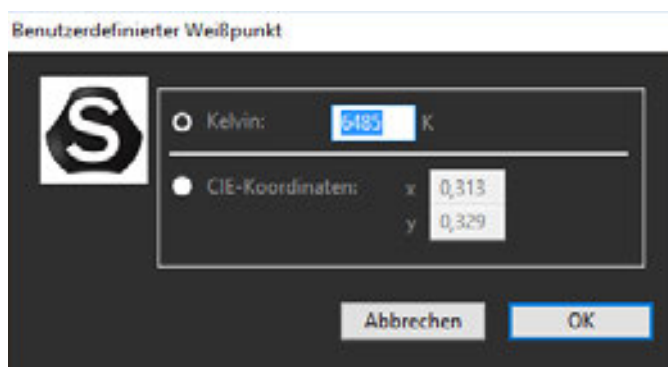 Benutzerdefinierter Weißpunkt
S
Kelvin: 6485 K
CIE-Koordinaten: x 0,313
y 0,329
Abbrechen OK